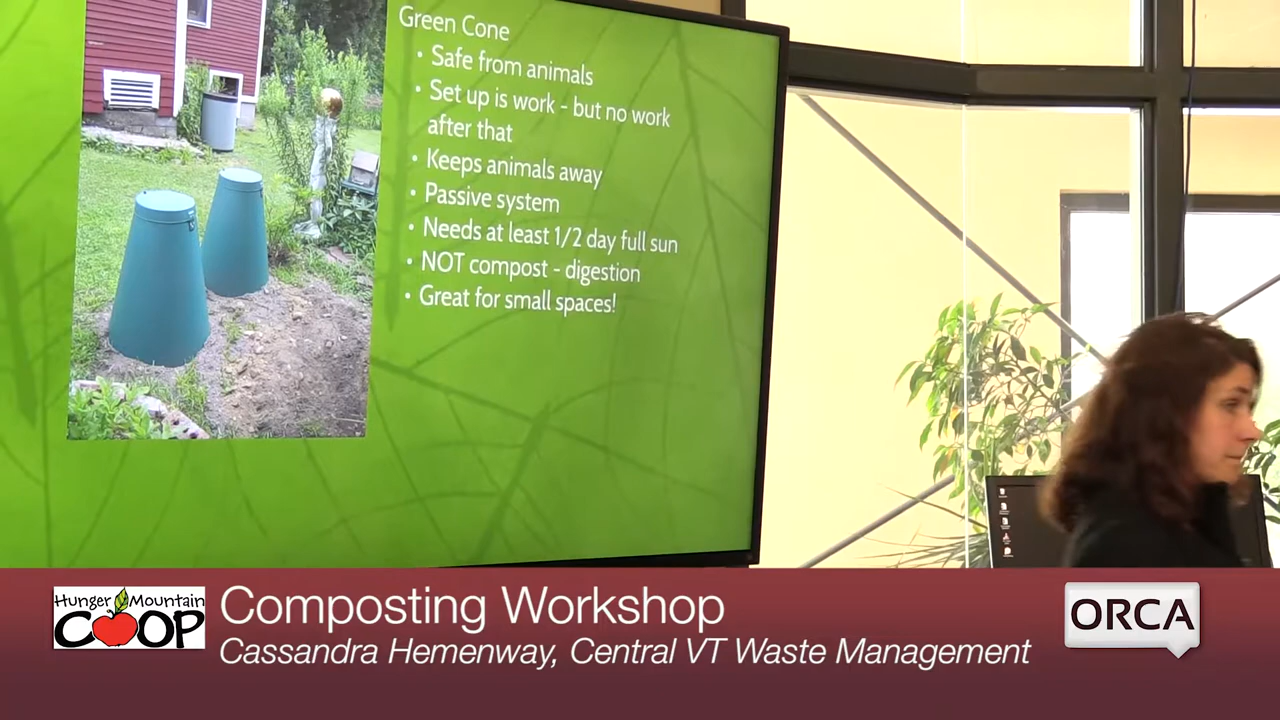 Green Cone
• Safe from animals
• Set up is work - but no work
after that
• Keeps animals away
• Passive system
• Needs at least 1/2 day full sun
• NOT compost - digestion
• Great for small spaces!
Hunger Mountain
COOP
Composting Workshop
Cassandra Hemenway, Central VT Waste Management
ORCA